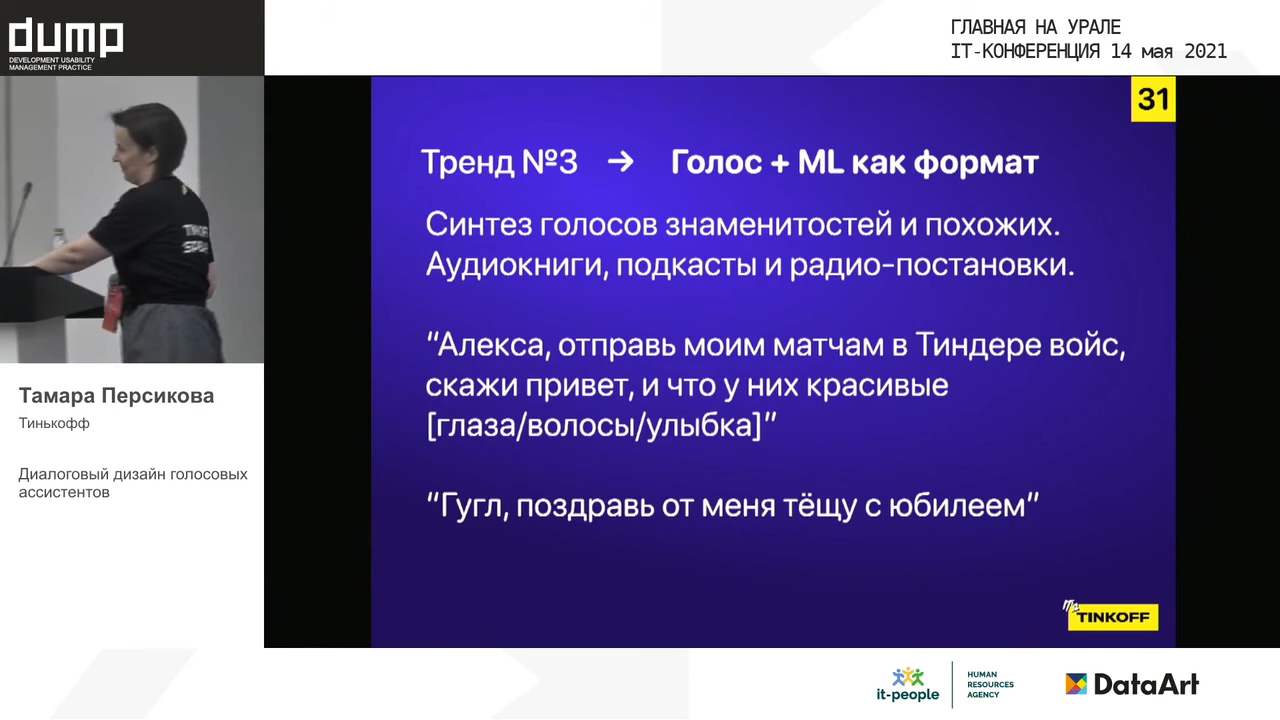 dump
DEVELOPMENT USABILITY
MANAGEMENT PRACTICE
ГЛАВНАЯ НА УРАЛЕ
IT-КОНФЕРЕНЦИЯ 14 мая 2021
31
Тренд №3 → Голос + ML как формат
Синтез голосов знаменитостей и похожих.
Аудиокниги, подкасты и радио-постановки.
“Алекса, отправь моим матчам в Тиндере войс,
скажи привет, и что у них красивые
[глаза/волосы/улыбка]”
“Гугл, поздравь от меня тёщу с юбилеем”
TINKOFF
Тамара Персикова
Тинькофф
Диалоговый дизайн голосовых
ассистентов
it-people
HUMAN
RESOURCES
AGENCY
DataArt